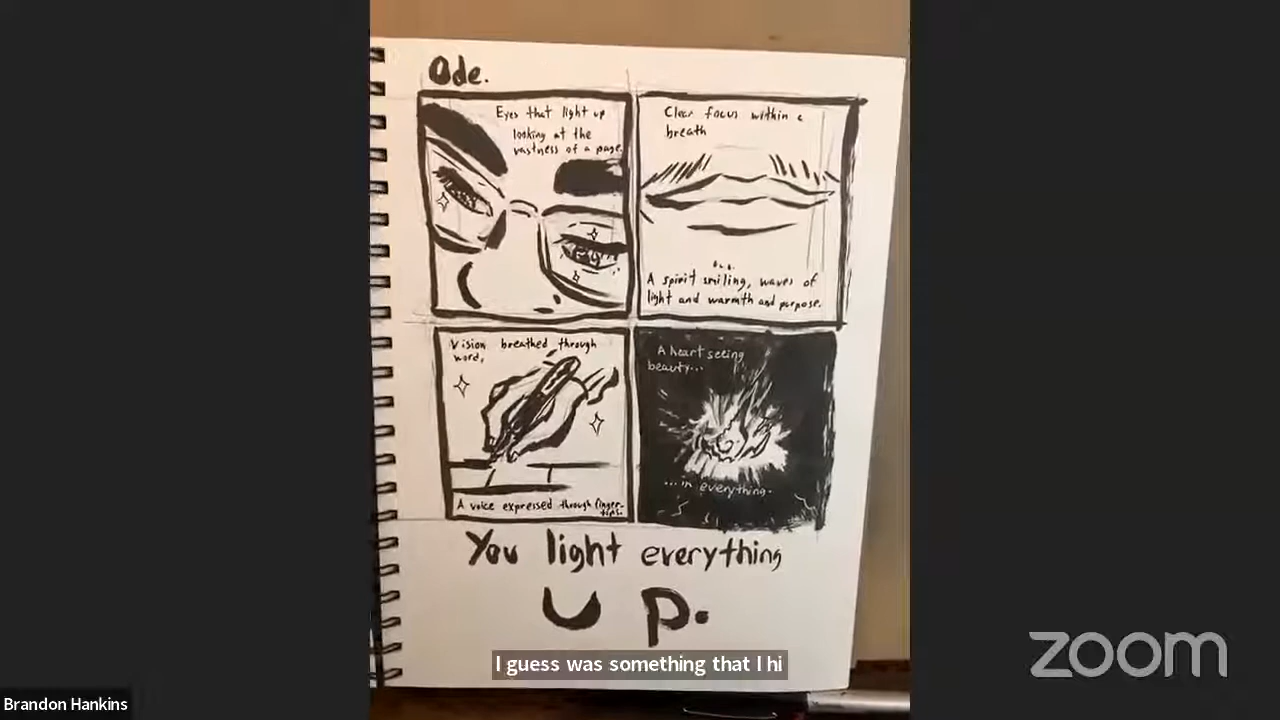 Ode.
Eyes that light up
looking at the
vastness of a page.
Clear focus within a
breath
A spirit smiling, waves of
light and warmth and purpose.
Vision breathed through
word,
A voice expressed through finger-
tips.
A heart seeing
beauty...
...in everything.
You light everything
UP.
I guess was something that I hi
zoom
Brandon Hankins